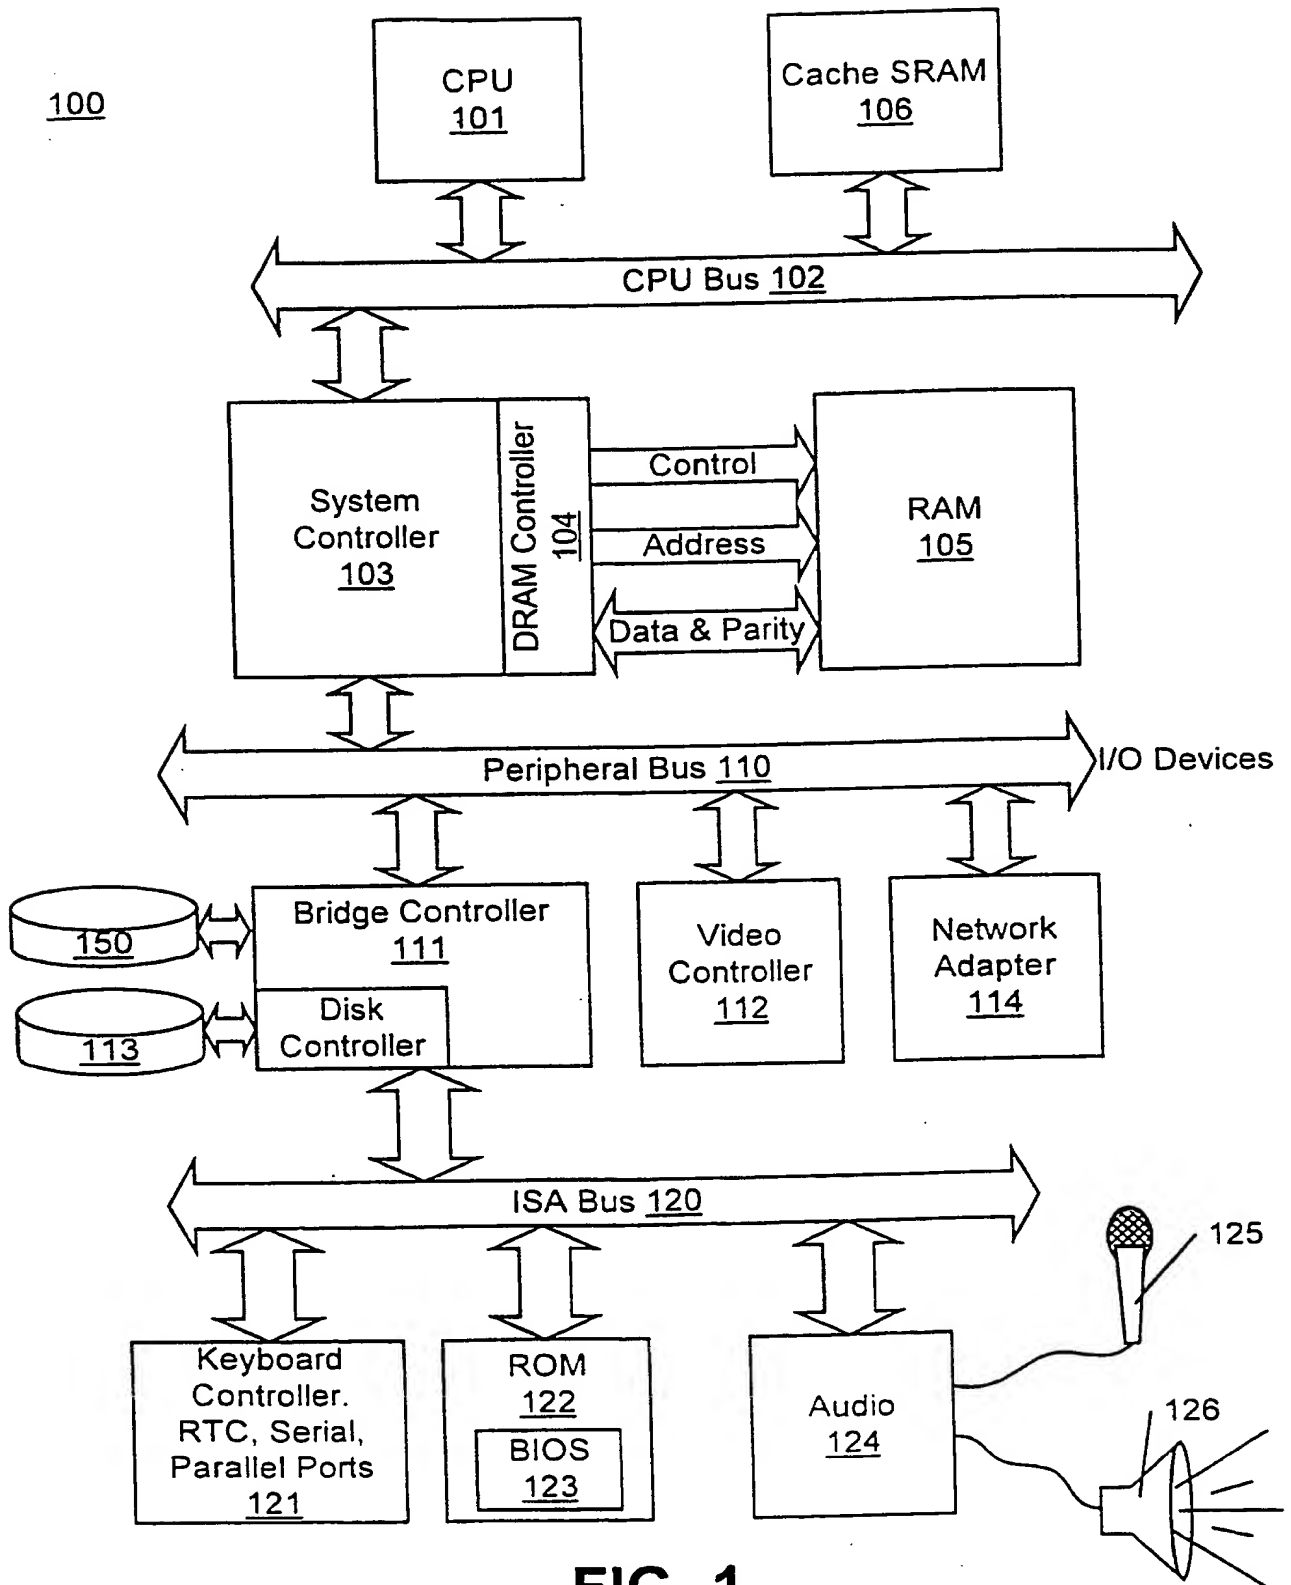 100
CPU
101
Cache SRAM
106
CPU Bus 102
System
Controller
103
DRAM Controller
104
Control
Address
Data & Parity
RAM
105
Peripheral Bus 110
I/O Devices
150
113
Bridge Controller
111
Disk
Controller
Video
Controller
112
Network
Adapter
114
ISA Bus 120
Keyboard
Controller.
RTC, Serial,
Parallel Ports
121
ROM
122
BIOS
123
Audio
124
125
126
FIG. 1